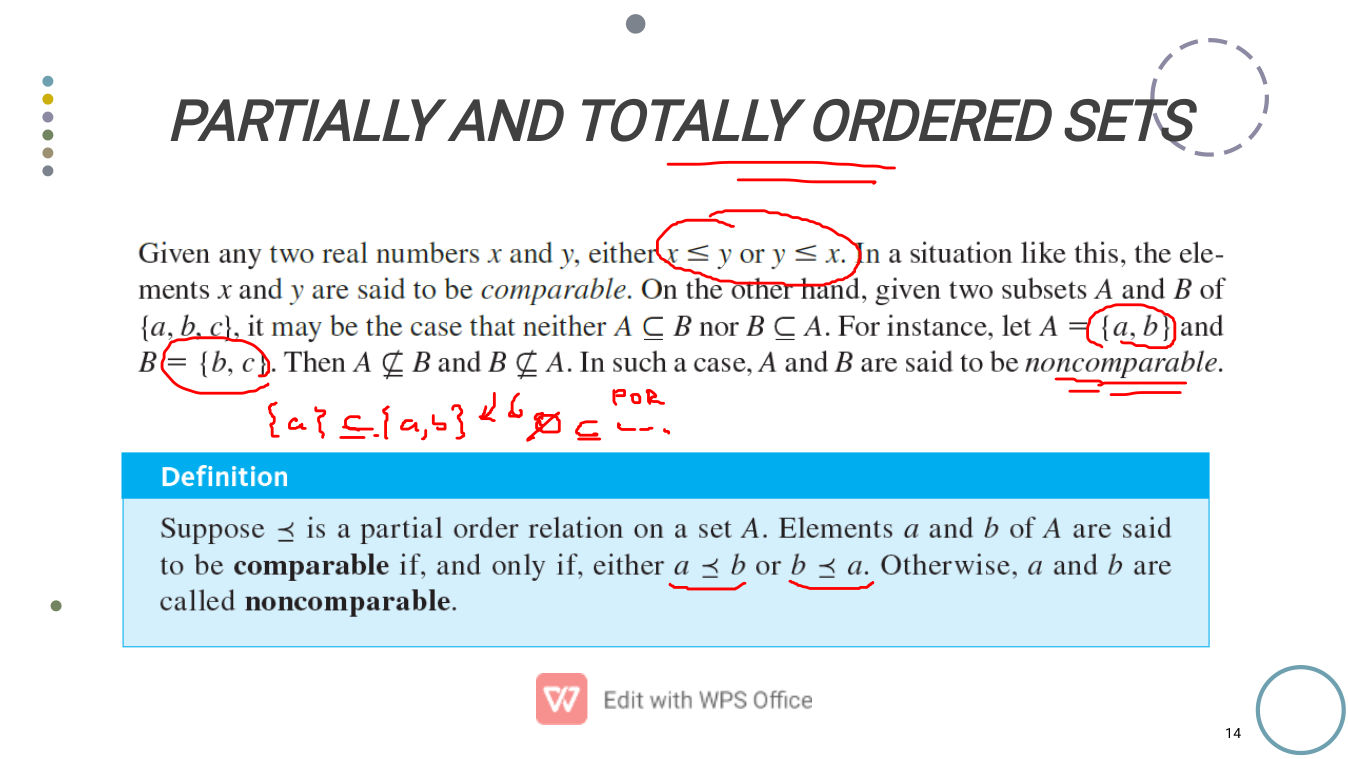 PARTIALLY AND TOTALLY ORDERED SETS
Given any two real numbers x and y, either x ≤ y or y ≤ x. In a situation like this, the ele-
ments x and y are said to be comparable. On the other hand, given two subsets A and B of
{a, b, c}, it may be the case that neither A ⊆ B nor B ⊆ A. For instance, let A = {a, b} and
B = {b, c}. Then A ⊈ B and B ⊈ A. In such a case, A and B are said to be noncomparable.
POR
{a} ⊆ {a,b} ∅ ⊆ ---.
Definition
Suppose ⪯ is a partial order relation on a set A. Elements a and b of A are said
to be comparable if, and only if, either a ⪯ b or b ⪯ a. Otherwise, a and b are
called noncomparable.
Edit with WPS Office
14